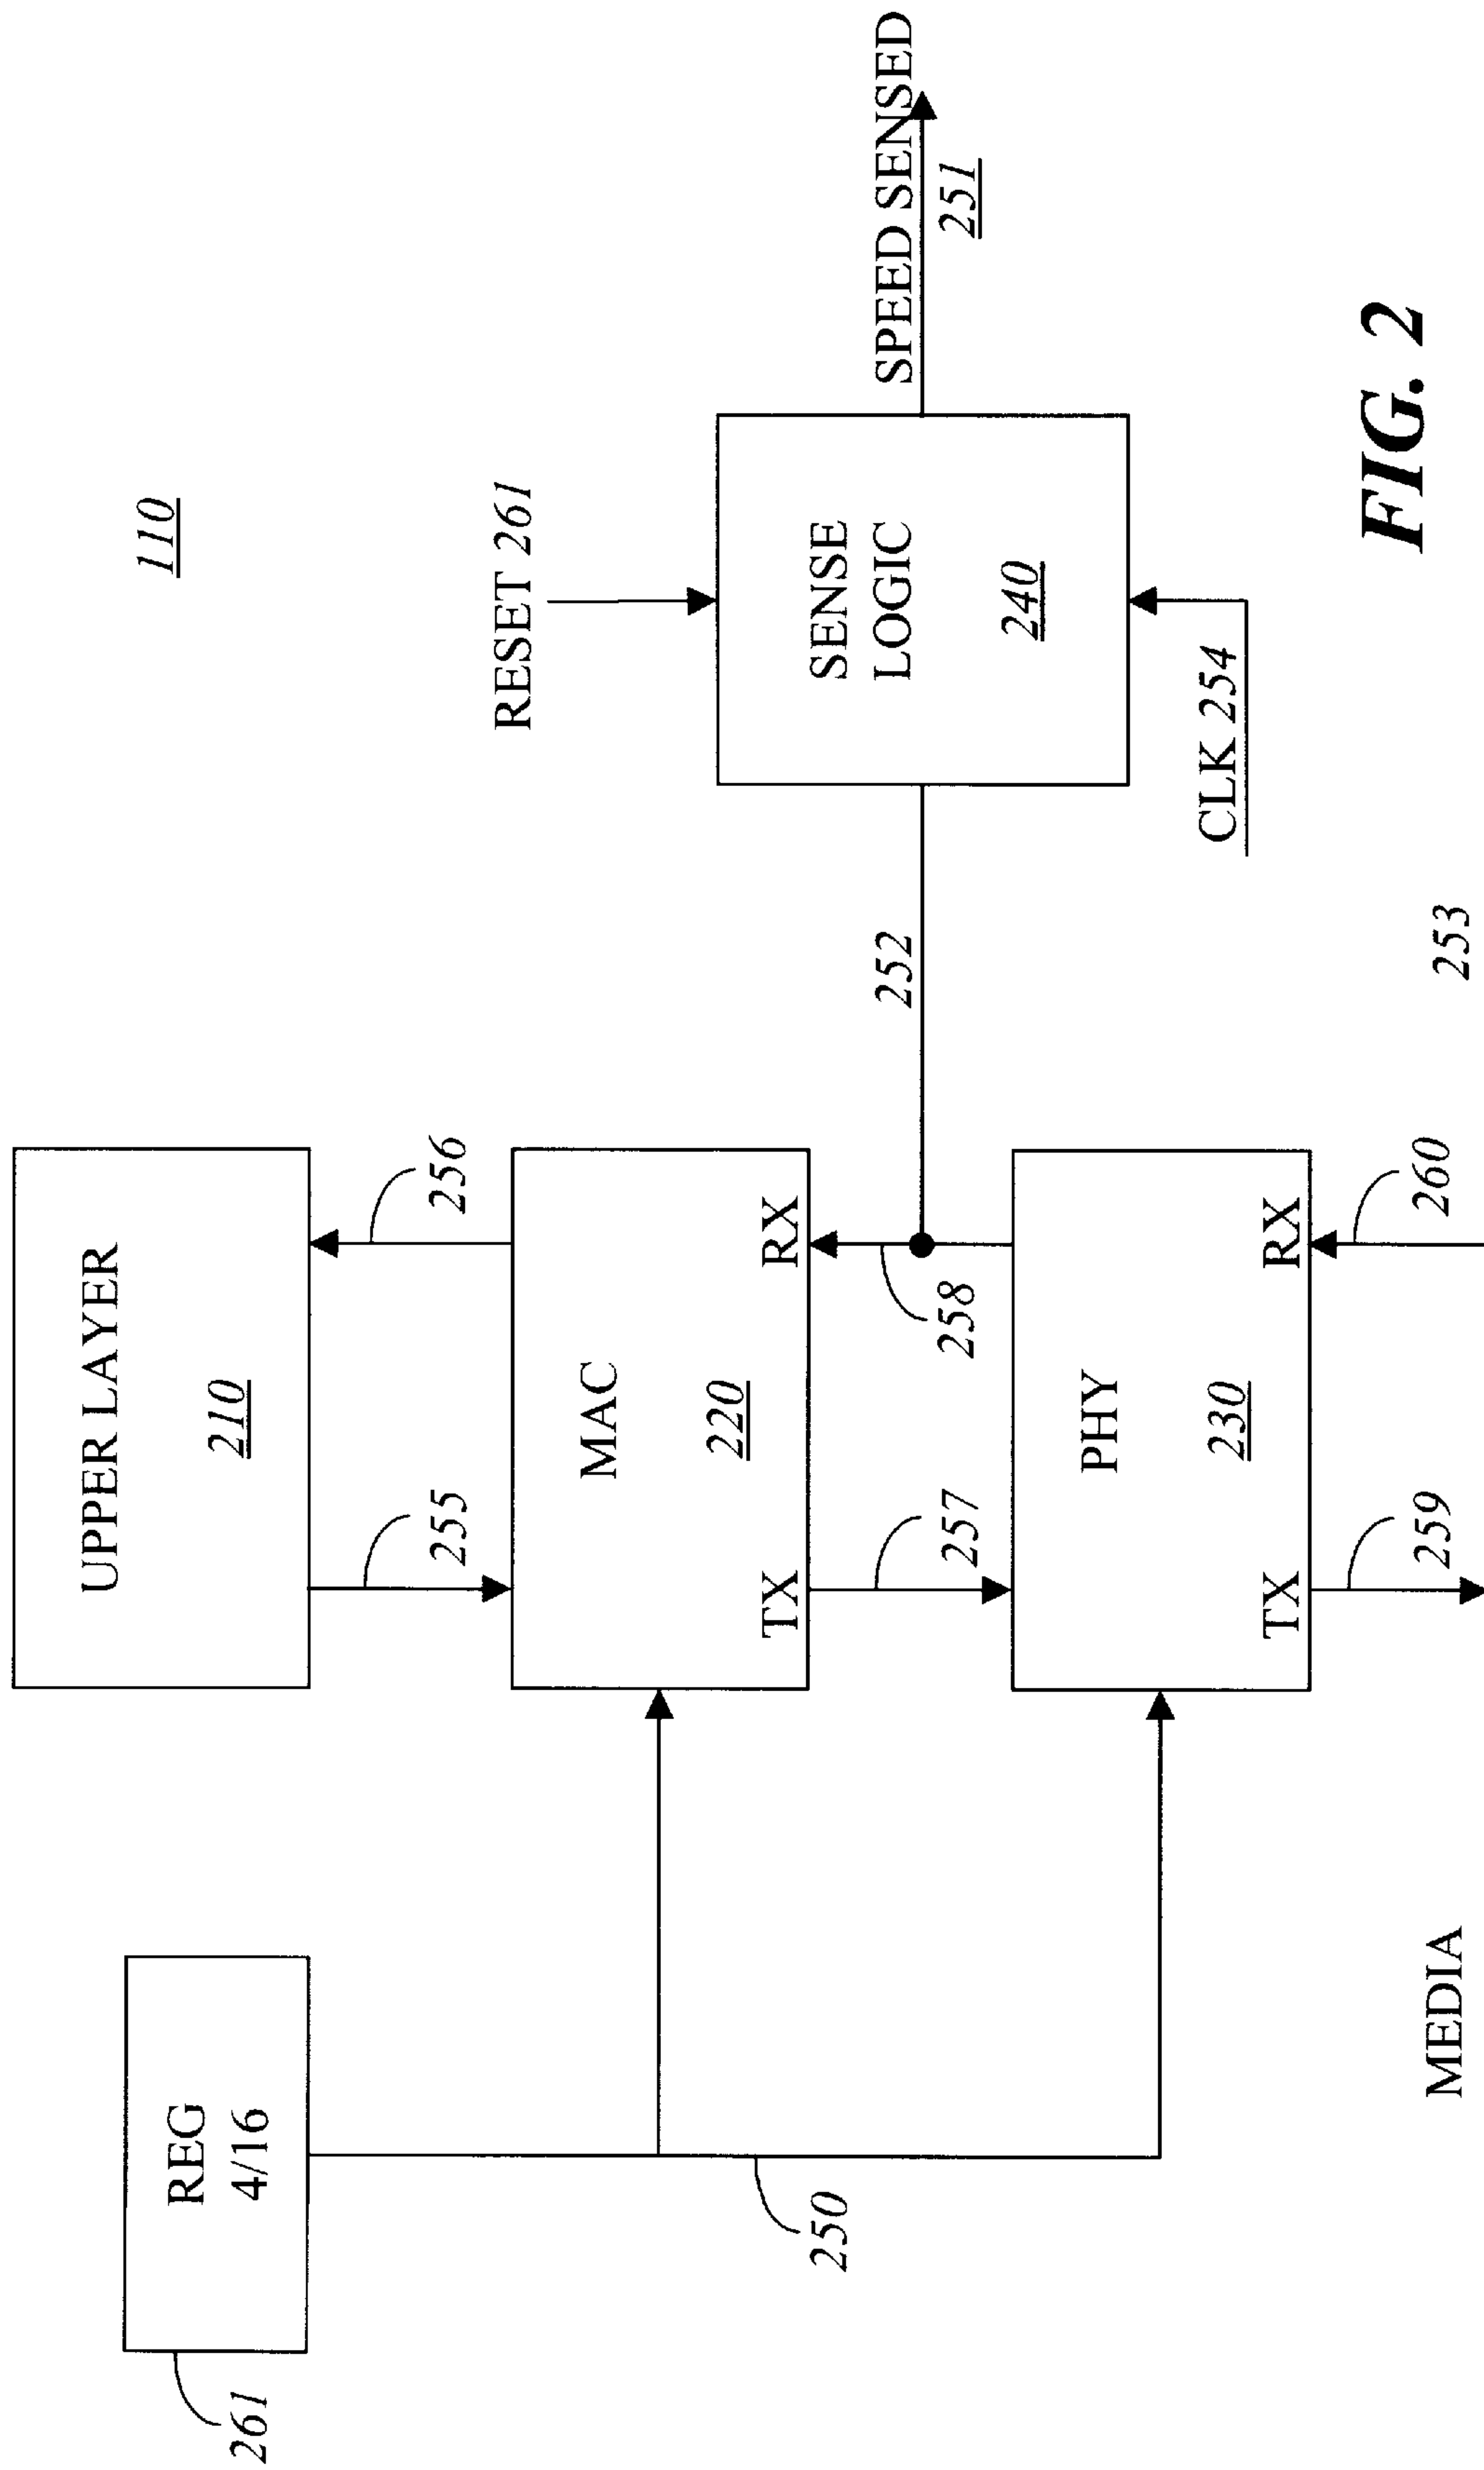 110
REG
4/16
261
UPPER LAYER
210
255
256
RESET 261
MAC
220
TX
RX
250
257
258
252
SENSE
LOGIC
240
SPEED SENSED
251
PHY
230
TX
RX
CLK 254
259
260
MEDIA
253
FIG. 2